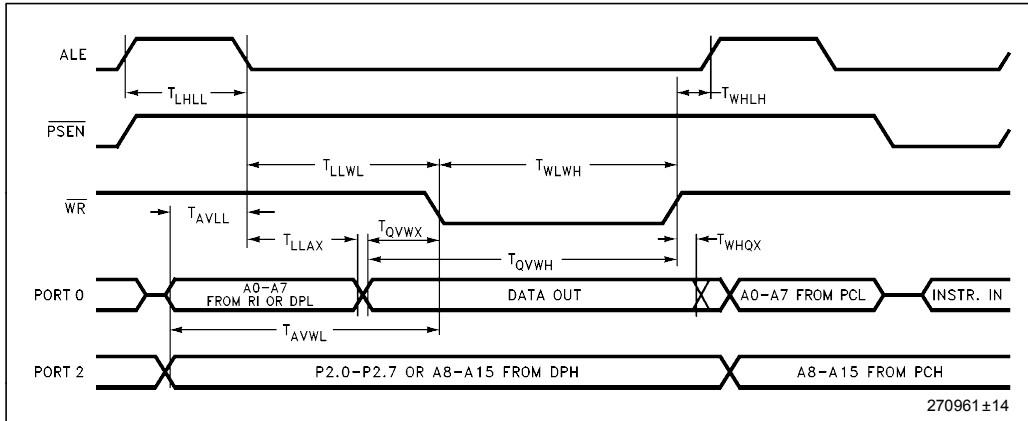 ALE
T_LHLL
T_WHLH
PSEN
T_LLWL
T_WLWH
WR
T_AVLL
T_QVWX
T_LLAX
T_WHQX
T_QVWH
PORT 0
A0–A7
FROM RI OR DPL
DATA OUT
A0–A7 FROM PCL
INSTR. IN
T_AVWL
PORT 2
P2.0–P2.7 OR A8–A15 FROM DPH
A8–A15 FROM PCH
270961±14